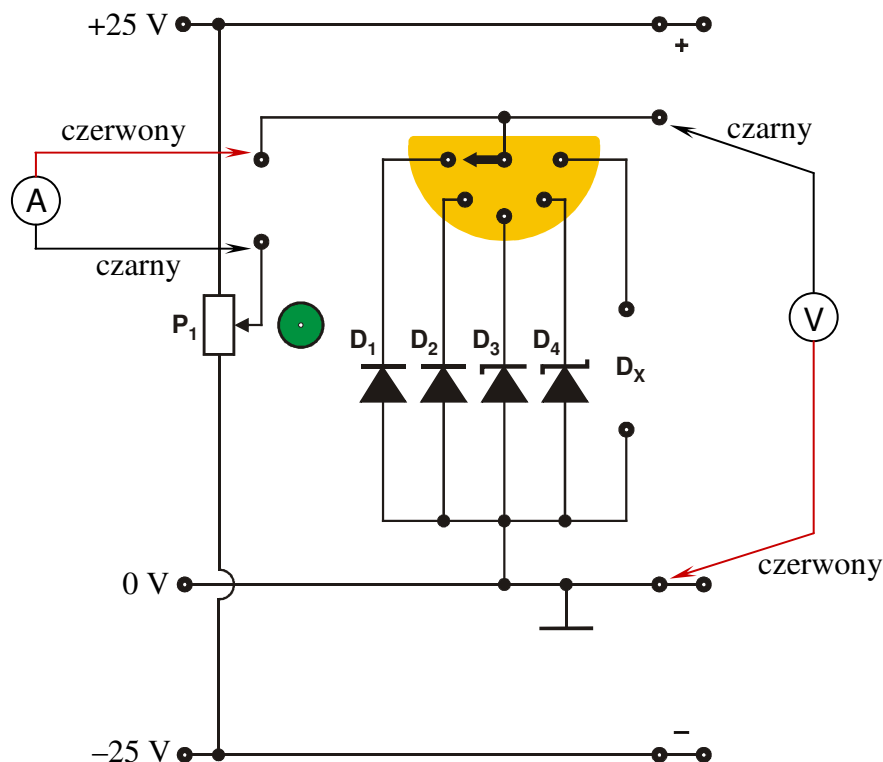 +25 V
+
czerwony
czarny
A
czarny
P1
D1
D2
D3
D4
DX
V
0 V
czerwony
–25 V
–